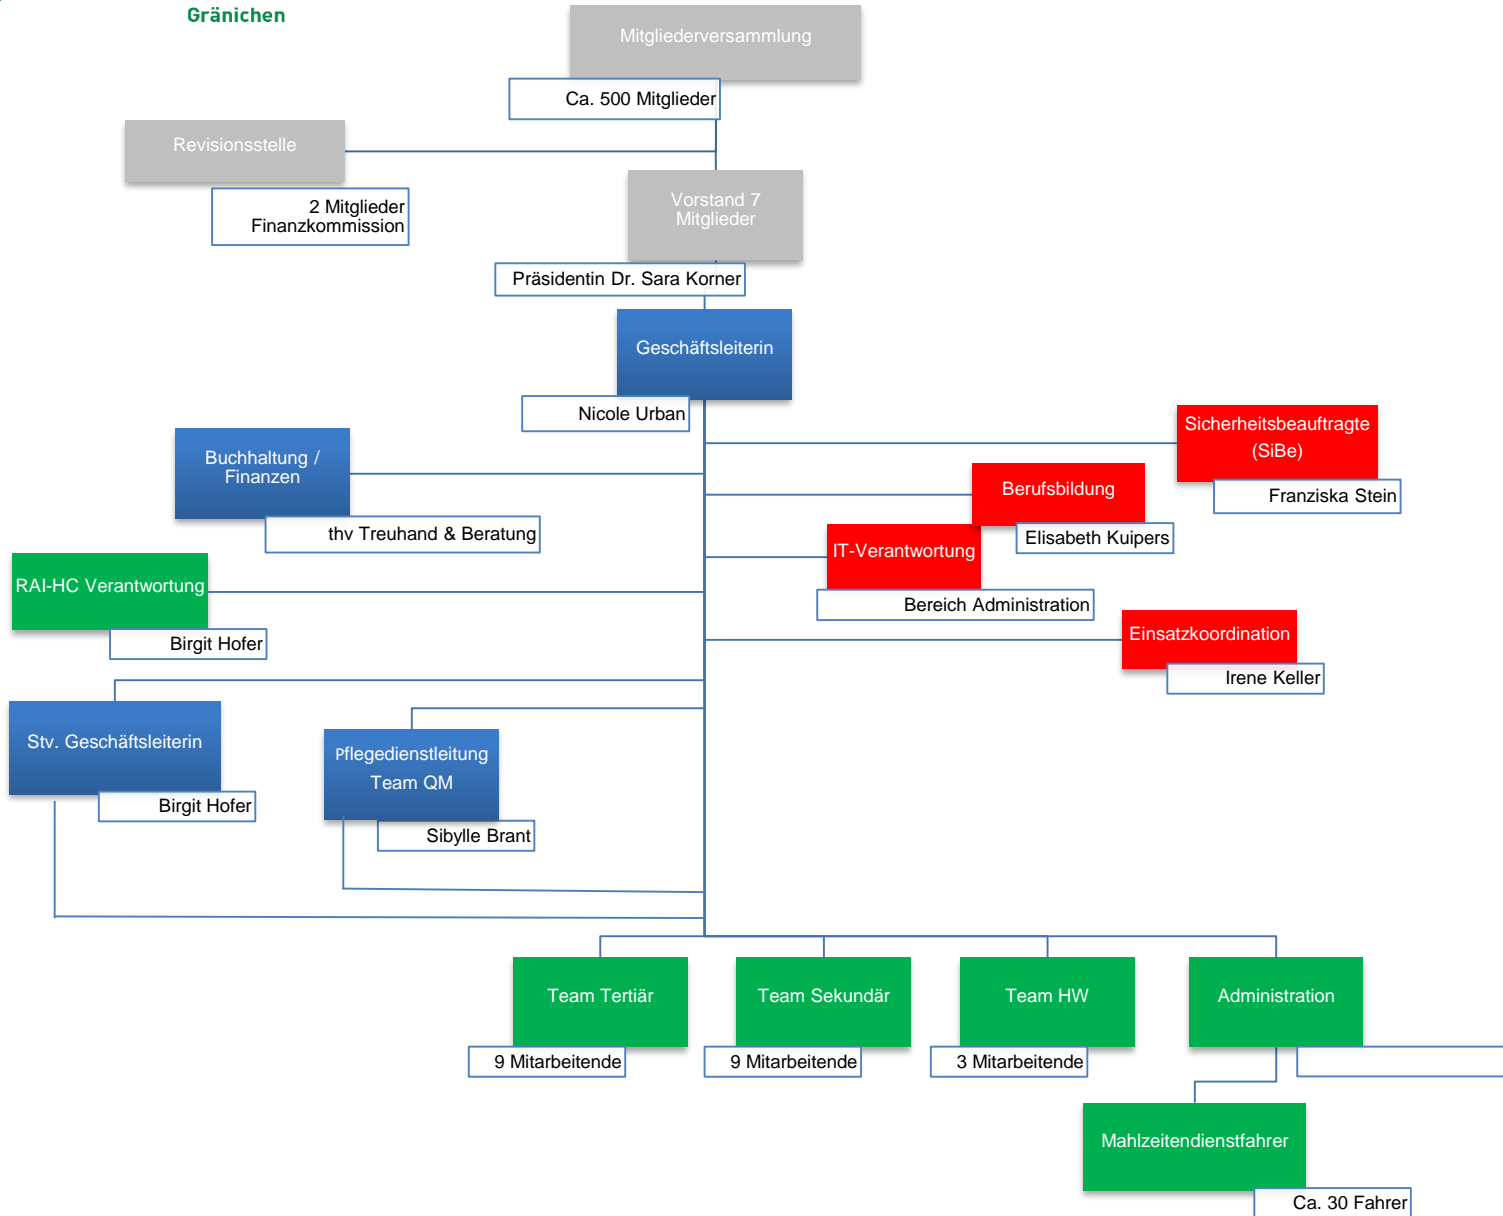 Gränichen
Mitgliederversammlung
Ca. 500 Mitglieder
Revisionsstelle
2 Mitglieder
Finanzkommission
Vorstand 7
Mitglieder
Präsidentin Dr. Sara Korner
Geschäftsleiterin
Nicole Urban
Sicherheitsbeauftragte
(SiBe)
Franziska Stein
Buchhaltung /
Finanzen
thv Treuhand & Beratung
Berufsbildung
Elisabeth Kuipers
IT-Verantwortung
Bereich Administration
RAI-HC Verantwortung
Birgit Hofer
Einsatzkoordination
Irene Keller
Stv. Geschäftsleiterin
Birgit Hofer
Pflegedienstleitung
Team QM
Sibylle Brant
Team Tertiär
9 Mitarbeitende
Team Sekundär
9 Mitarbeitende
Team HW
3 Mitarbeitende
Administration
Mahlzeitendienstfahrer
Ca. 30 Fahrer